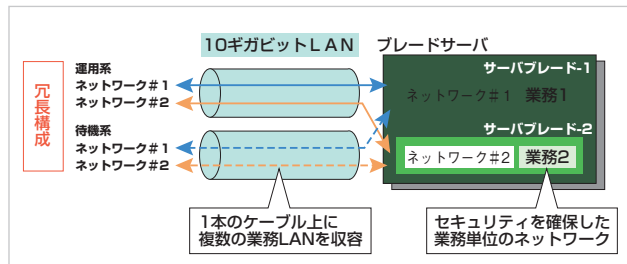 10ギガビットLAN
ブレードサーバ
冗長構成
運用系
ネットワーク#1
ネットワーク#2
待機系
ネットワーク#1
ネットワーク#2
サーバブレード-1
ネットワーク#1 業務1
サーバブレード-2
ネットワーク#2 業務2
1本のケーブル上に
複数の業務LANを収容
セキュリティを確保した
業務単位のネットワーク